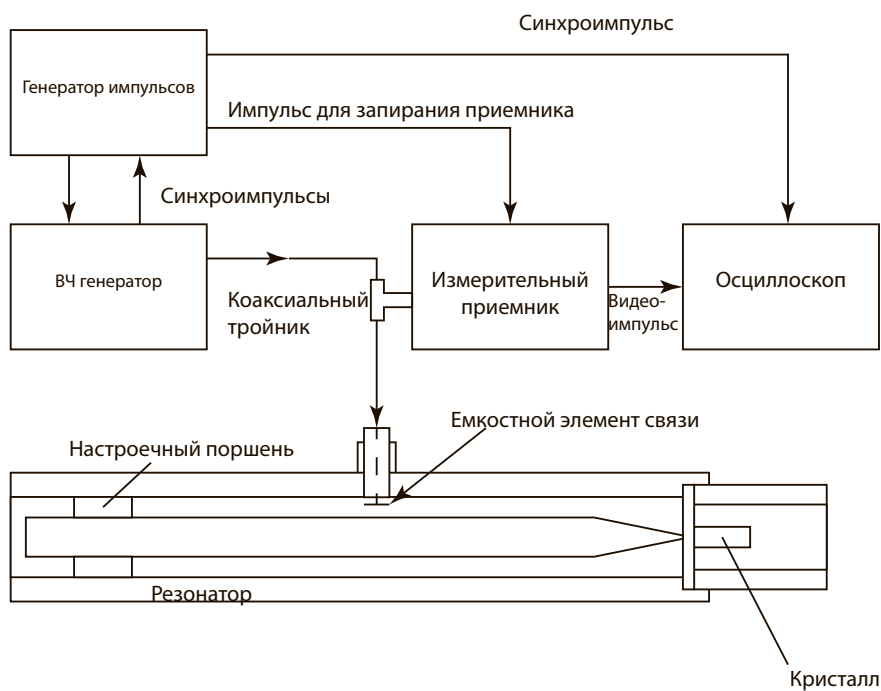 Синхроимпульс
Генератор импульсов
Импульс для запирания приемника
Синхроимпульсы
ВЧ генератор
Коаксиальный
тройник
Измерительный
приемник
Видео-
импульс
Осциллоскоп
Емкостной элемент связи
Настроечный поршень
Резонатор
Кристалл